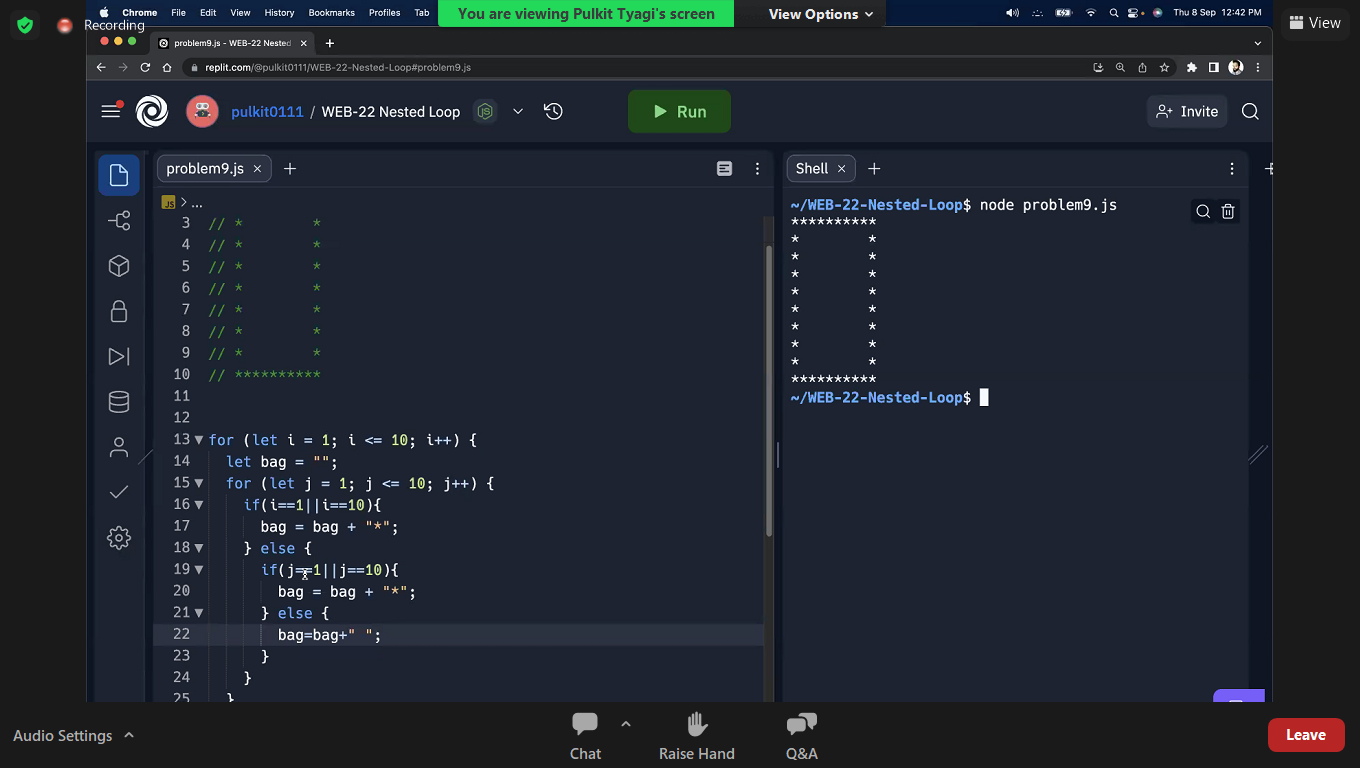 Recording
Chrome File Edit View History Bookmarks Profiles Tab
You are viewing Pulkit Tyagi's screen
View Options
Thu 8 Sep 12:42 PM
View
problem9.js - WEB-22 Nested
replit.com/@pulkit0111/WEB-22-Nested-Loop#problem9.js
pulkit0111 / WEB-22 Nested Loop
Run
Invite
problem9.js × +
Shell × +
JS > ...
3 // *        *
4 // *        *
5 // *        *
6 // *        *
7 // *        *
8 // *        *
9 // *        *
10 // **********
11
12
13 for (let i = 1; i <= 10; i++) {
14   let bag = "";
15   for (let j = 1; j <= 10; j++) {
16     if(i==1||i==10){
17       bag = bag + "*";
18     } else {
19       if(j==1||j==10){
20         bag = bag + "*";
21       } else {
22         bag=bag+" ";
23       }
24     }
25   }
~/WEB-22-Nested-Loop$ node problem9.js
**********
*        *
*        *
*        *
*        *
*        *
*        *
*        *
*        *
**********
~/WEB-22-Nested-Loop$
Audio Settings
Chat
Raise Hand
Q&A
Leave